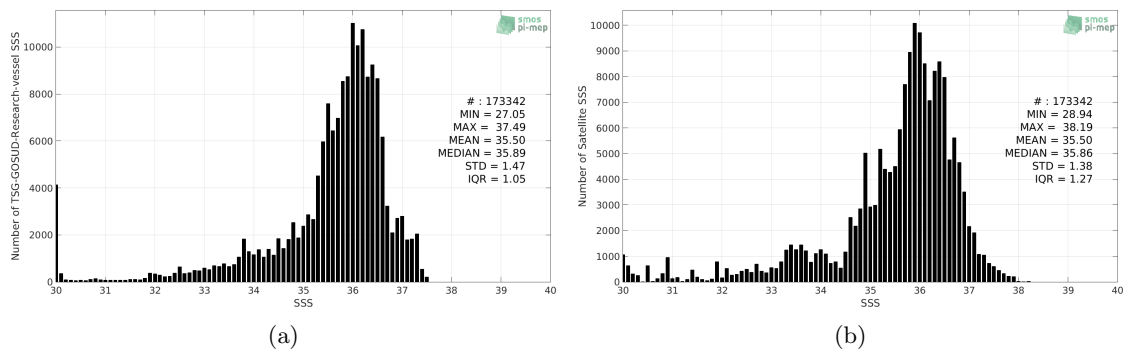 smos
pi-mep
Number of TSG-GOSUD-Research-vessel SSS
10000
8000
6000
4000
2000
0
# : 173342
MIN = 27.05
MAX = 37.49
MEAN = 35.50
MEDIAN = 35.89
STD = 1.47
IQR = 1.05
30 31 32 33 34 35 36 37 38 39 40
SSS
(a)
smos
pi-mep
Number of Satellite SSS
10000
9000
8000
7000
6000
5000
4000
3000
2000
1000
0
# : 173342
MIN = 28.94
MAX = 38.19
MEAN = 35.50
MEDIAN = 35.86
STD = 1.38
IQR = 1.27
30 31 32 33 34 35 36 37 38 39 40
SSS
(b)